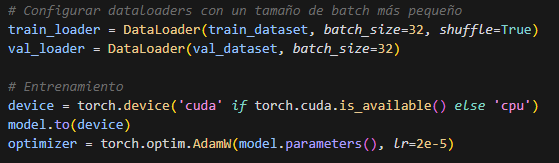 # Configurar dataloaders con un tamaño de batch más pequeño
train_loader = DataLoader(train_dataset, batch_size=32, shuffle=True)
val_loader = DataLoader(val_dataset, batch_size=32)

# Entrenamiento
device = torch.device('cuda' if torch.cuda.is_available() else 'cpu')
model.to(device)
optimizer = torch.optim.AdamW(model.parameters(), lr=2e-5)